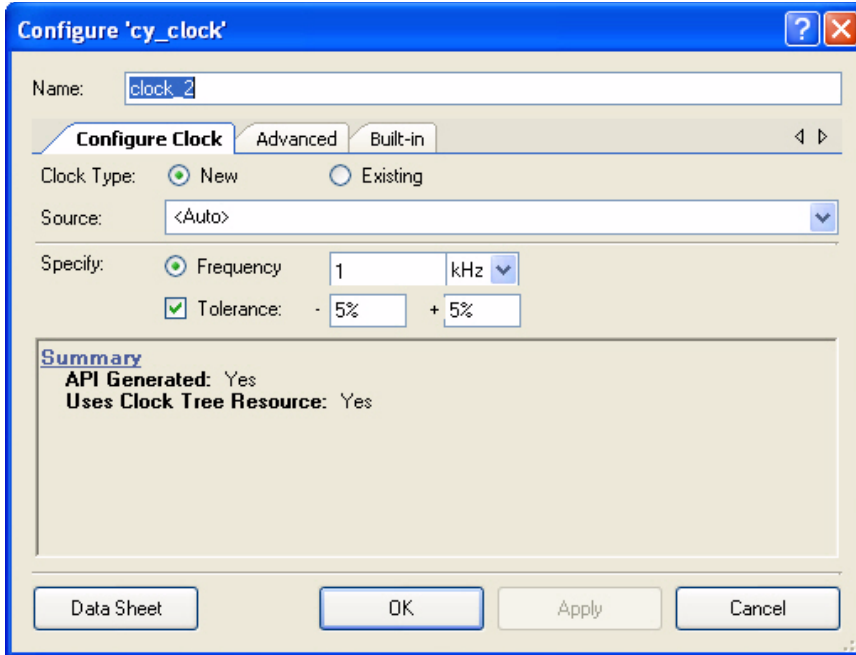 Configure 'cy_clock'
Name: clock_2
Configure Clock Advanced Built-in
Clock Type: New Existing
Source: <Auto>
Specify: Frequency 1 kHz
Tolerance: - 5% + 5%
Summary
API Generated: Yes
Uses Clock Tree Resource: Yes
Data Sheet OK Apply Cancel